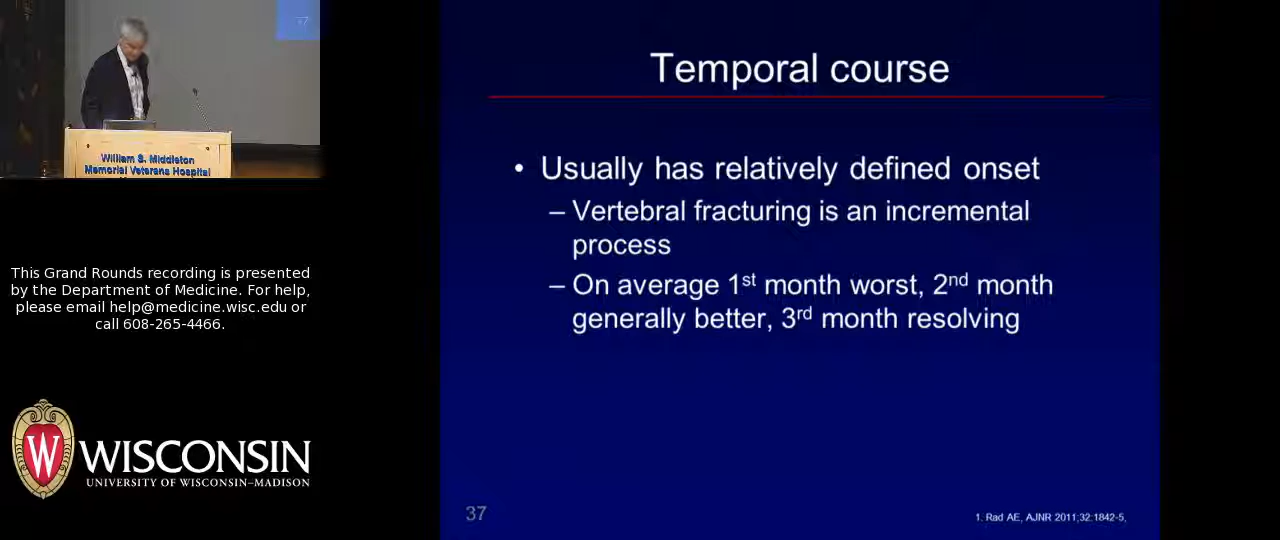 37
William S. Middleton
Memorial Veterans Hospital
This Grand Rounds recording is presented
by the Department of Medicine. For help,
please email help@medicine.wisc.edu or
call 608-265-4466.
W
WISCONSIN
UNIVERSITY OF WISCONSIN–MADISON
Temporal course
• Usually has relatively defined onset
– Vertebral fracturing is an incremental
process
– On average 1st month worst, 2nd month
generally better, 3rd month resolving
37
1. Rad AE, AJNR 2011;32:1842-5,